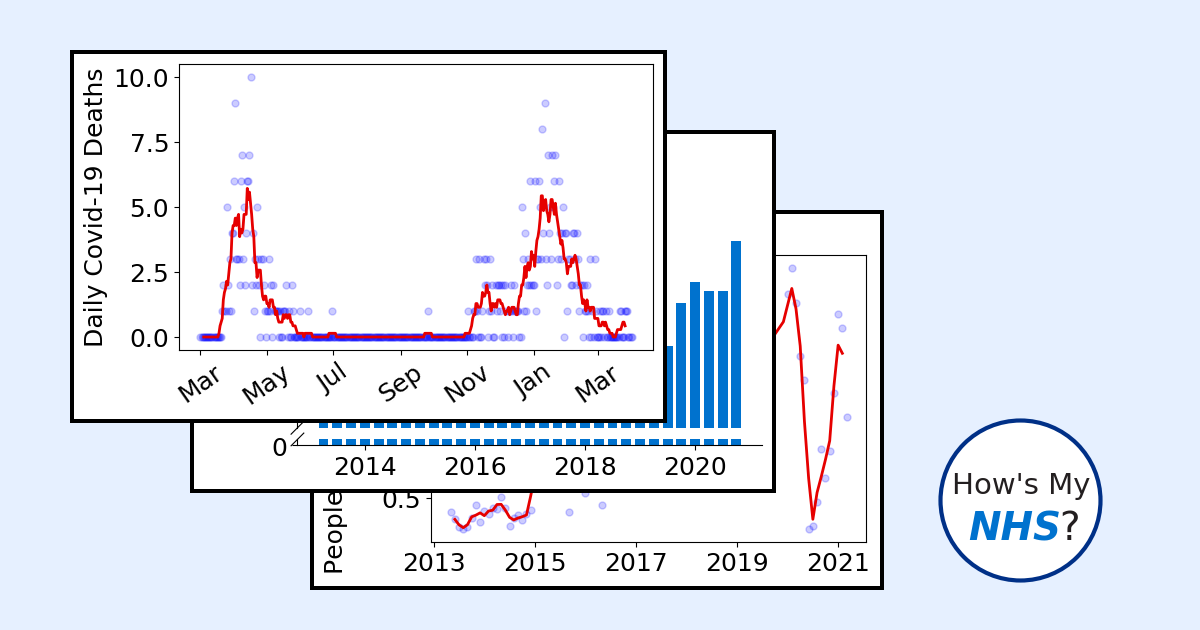 Daily Covid-19 Deaths
10.0
7.5
5.0
2.5
0.0
Mar May Jul Sep Nov Jan Mar
0
2014 2016 2018 2020
People
0.5
2013 2015 2017 2019 2021
How's My
NHS?